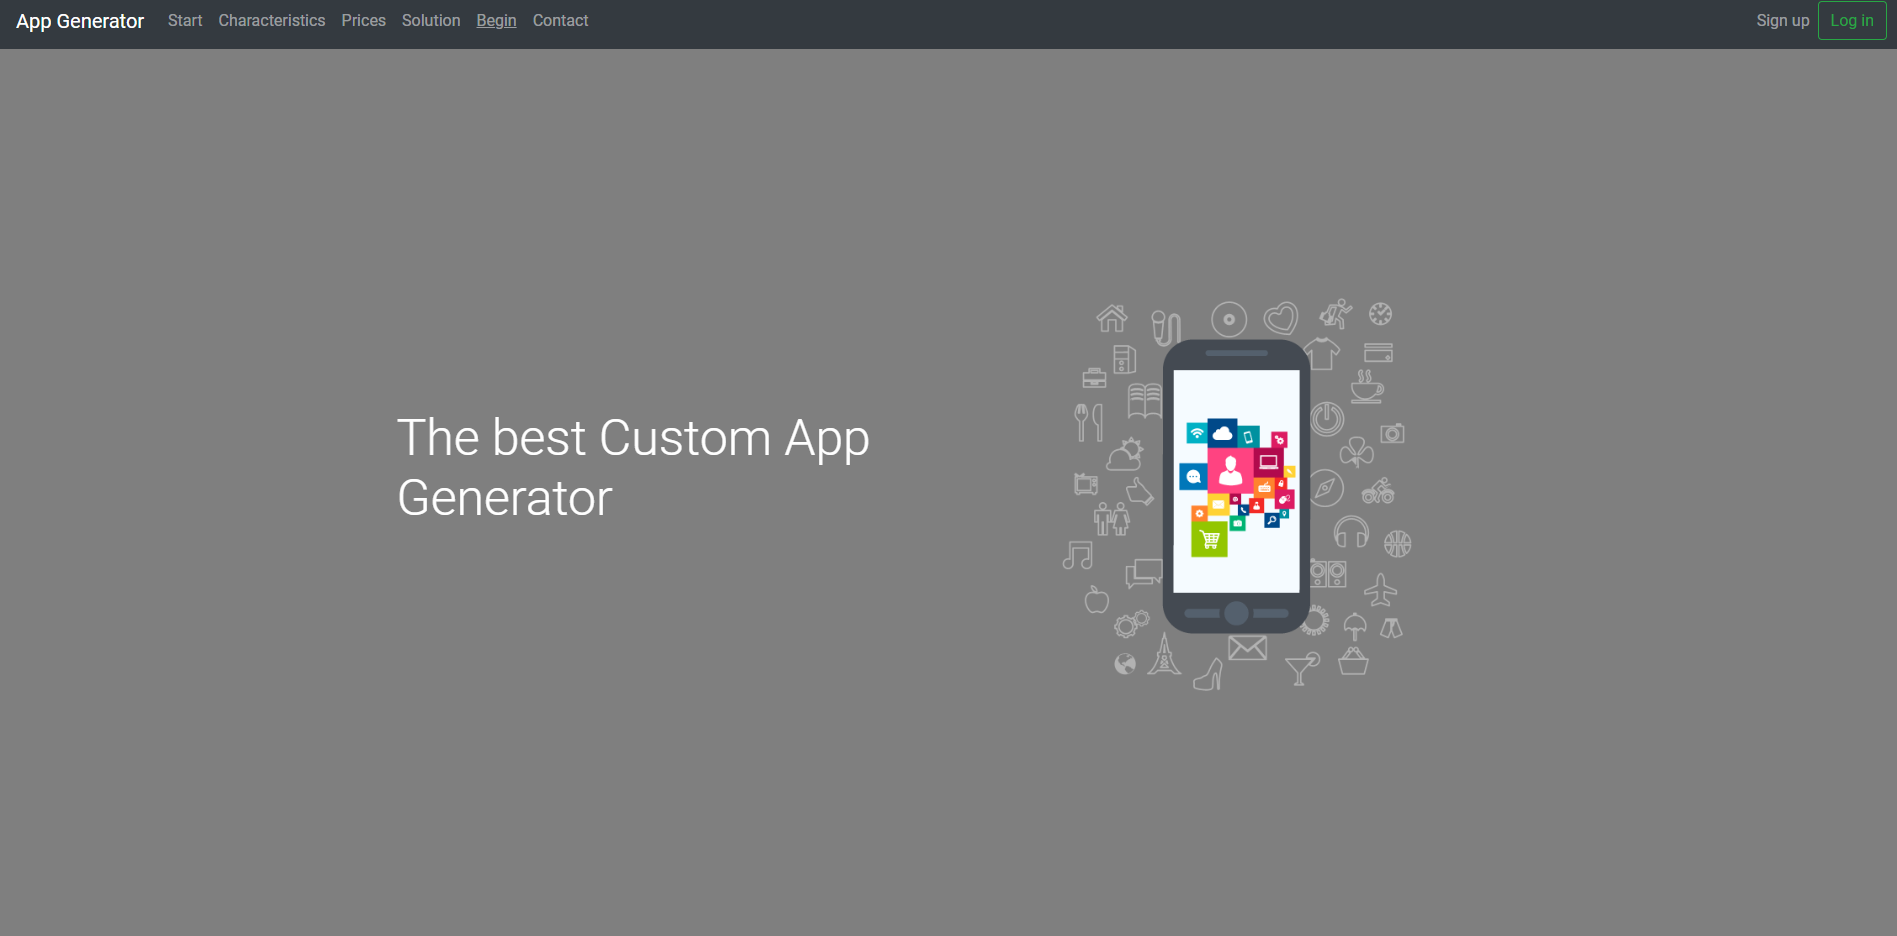 App Generator Start Characteristics Prices Solution Begin Contact Sign up Log in
The best Custom App
Generator